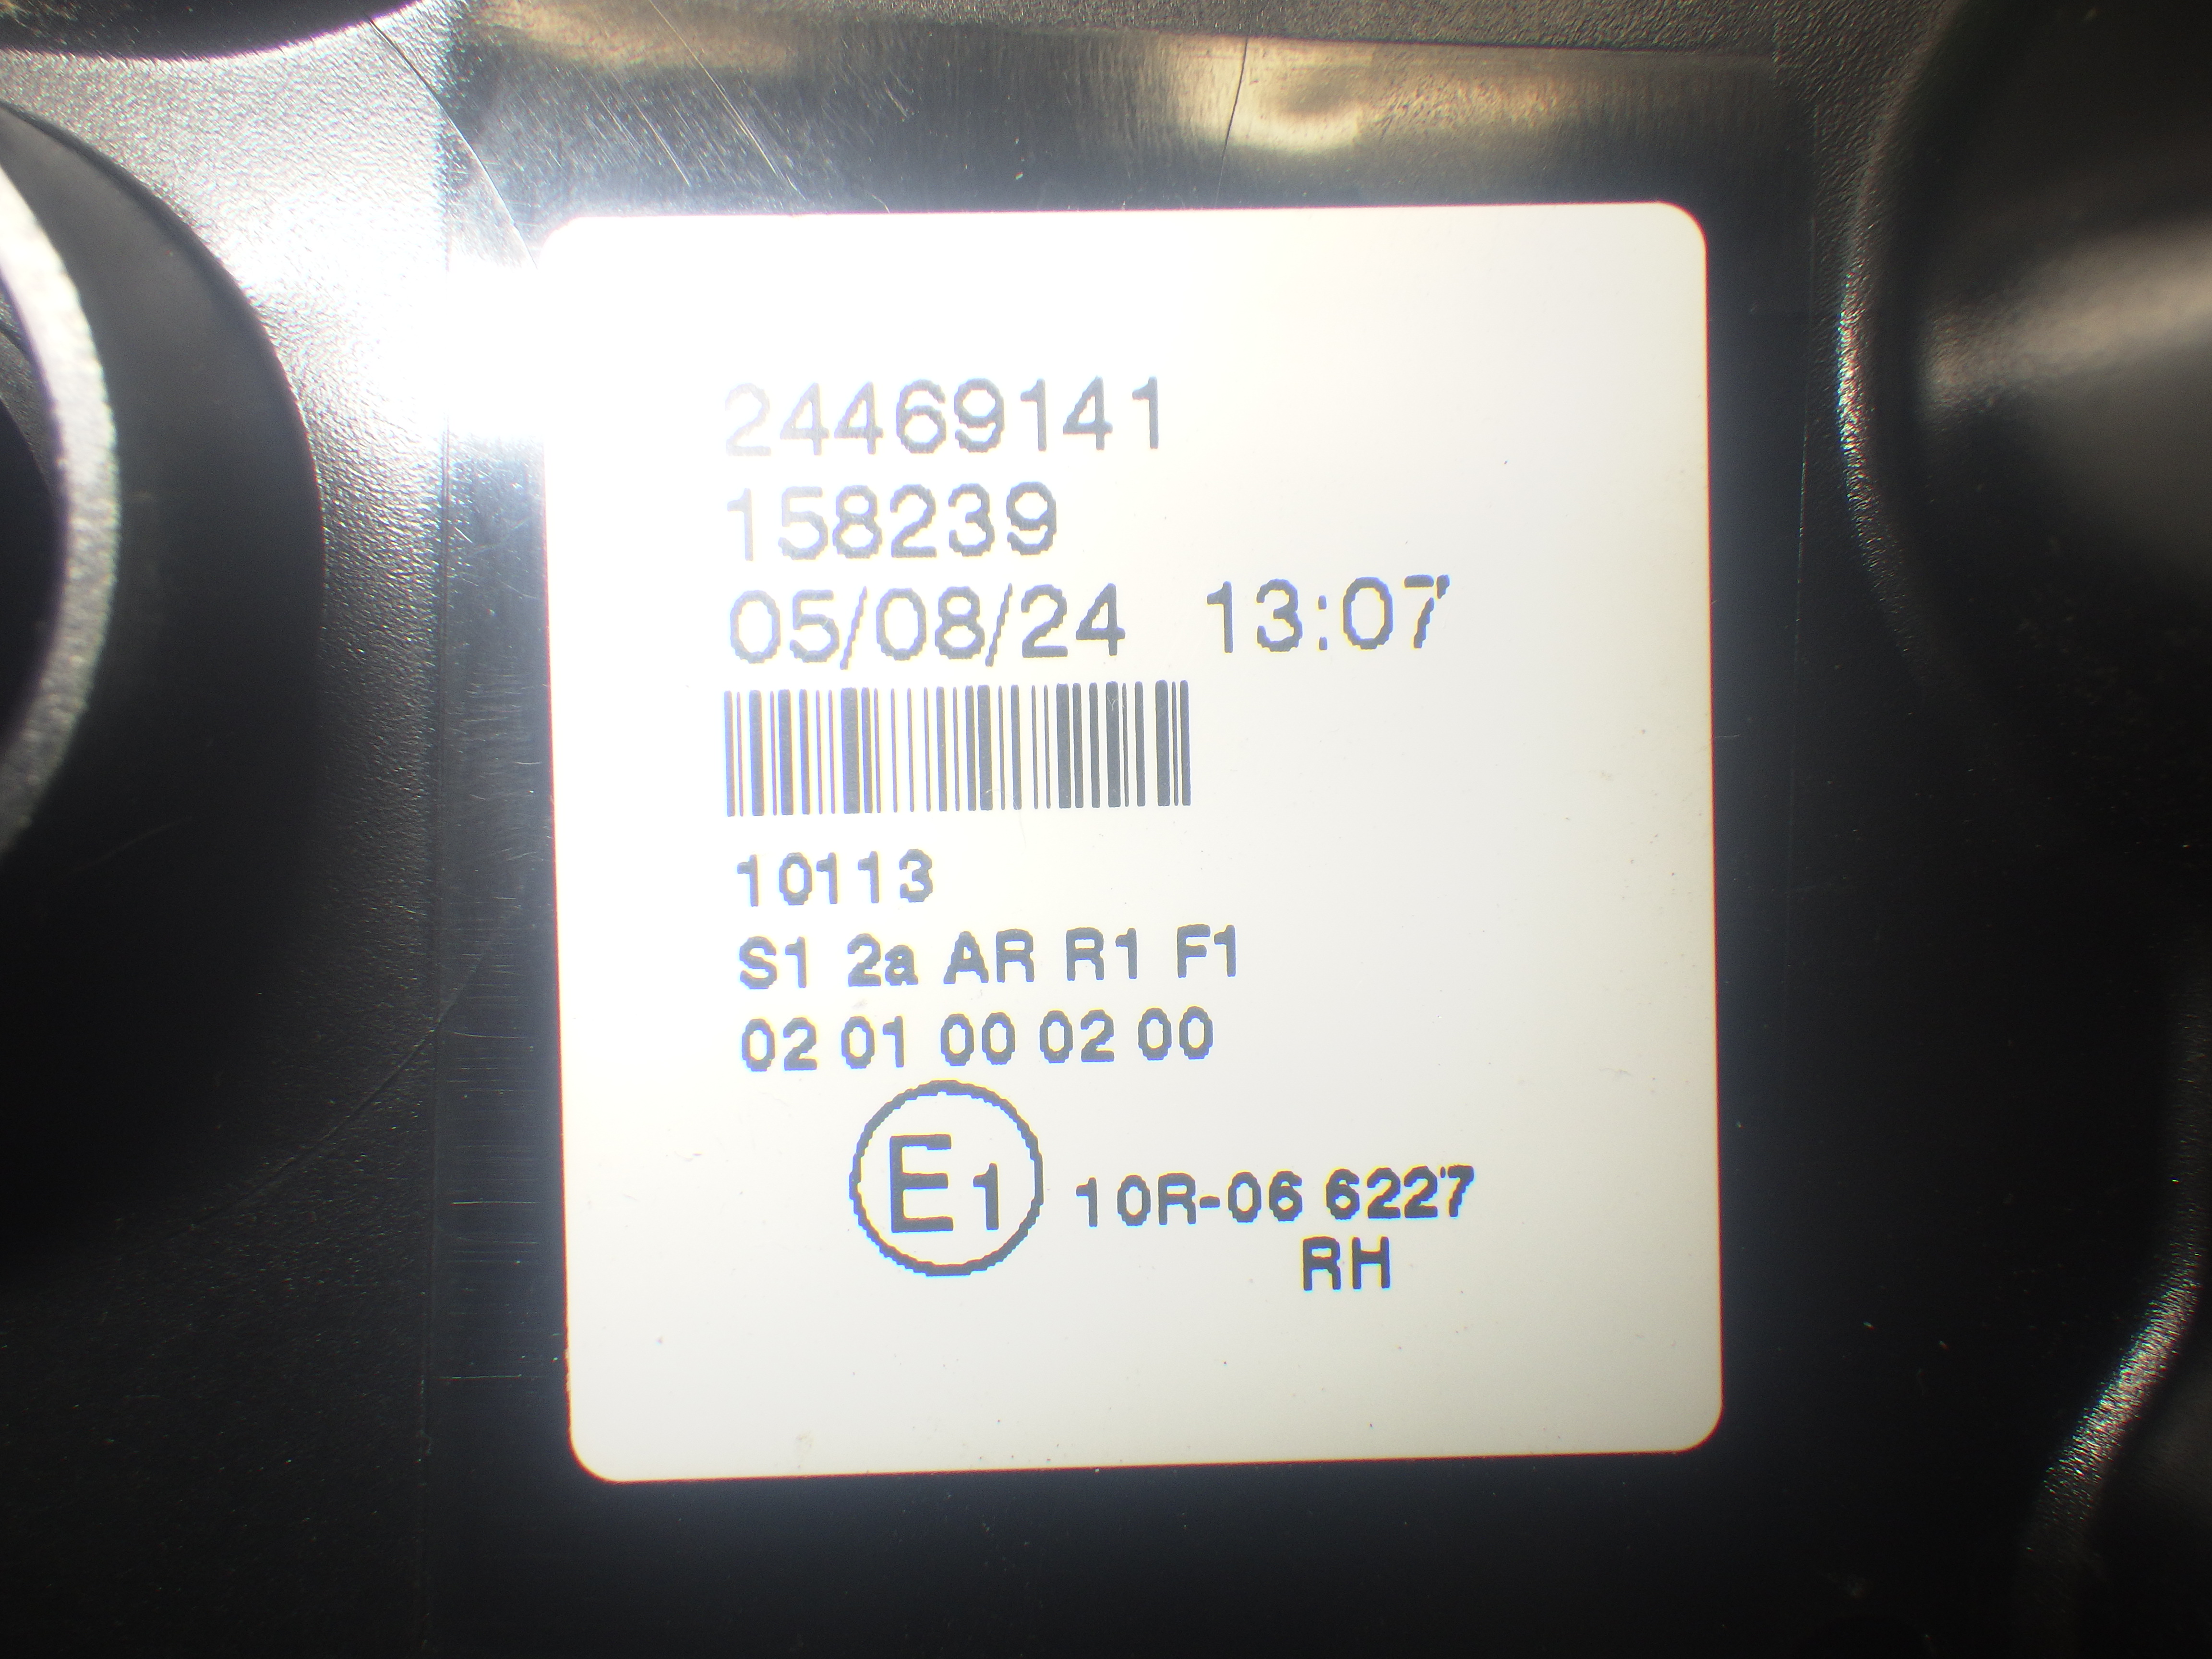 24469141
158239
05/08/24 13:07
10113
S1 2a AR R1 F1
02 01 00 02 00
E1 10R-06 6227
RH